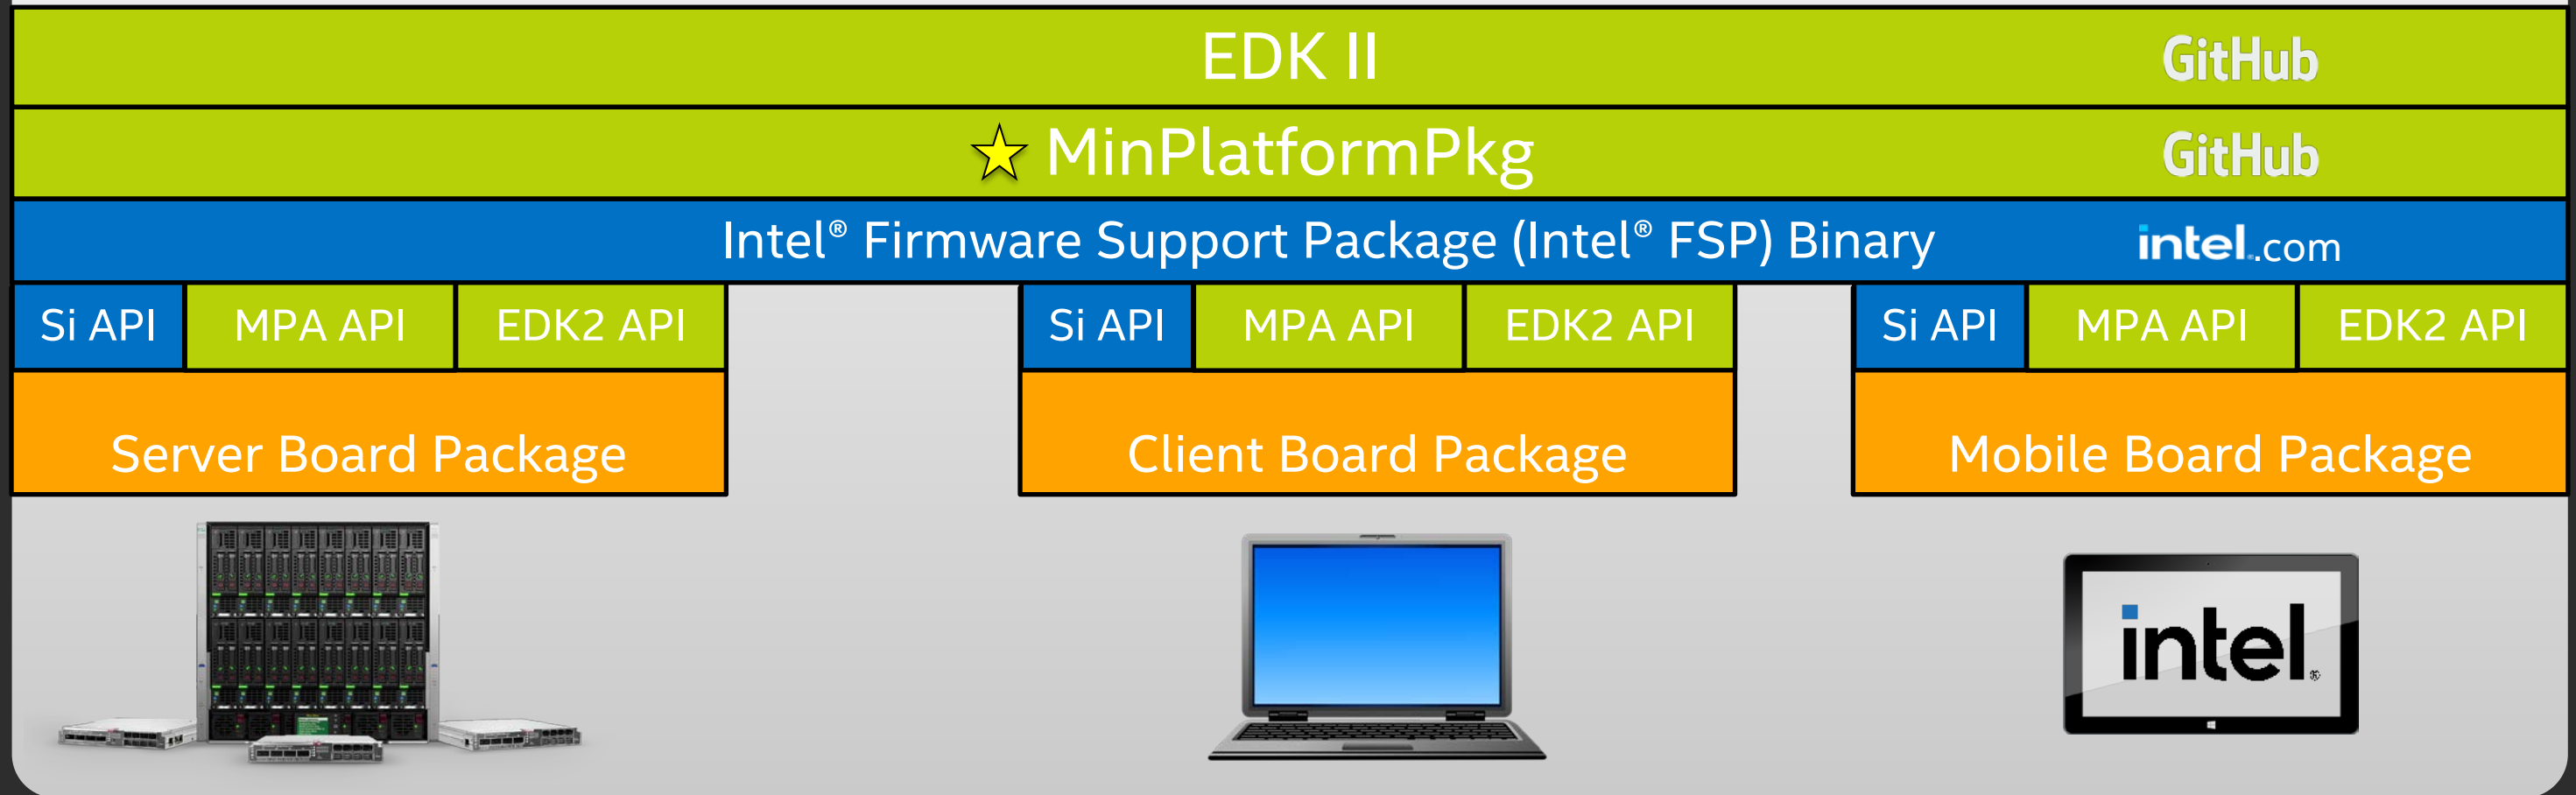 EDK II GitHub
MinPlatformPkg GitHub
Intel® Firmware Support Package (Intel® FSP) Binary intel.com
Si API MPA API EDK2 API Si API MPA API EDK2 API Si API MPA API EDK2 API
Server Board Package Client Board Package Mobile Board Package
intel®